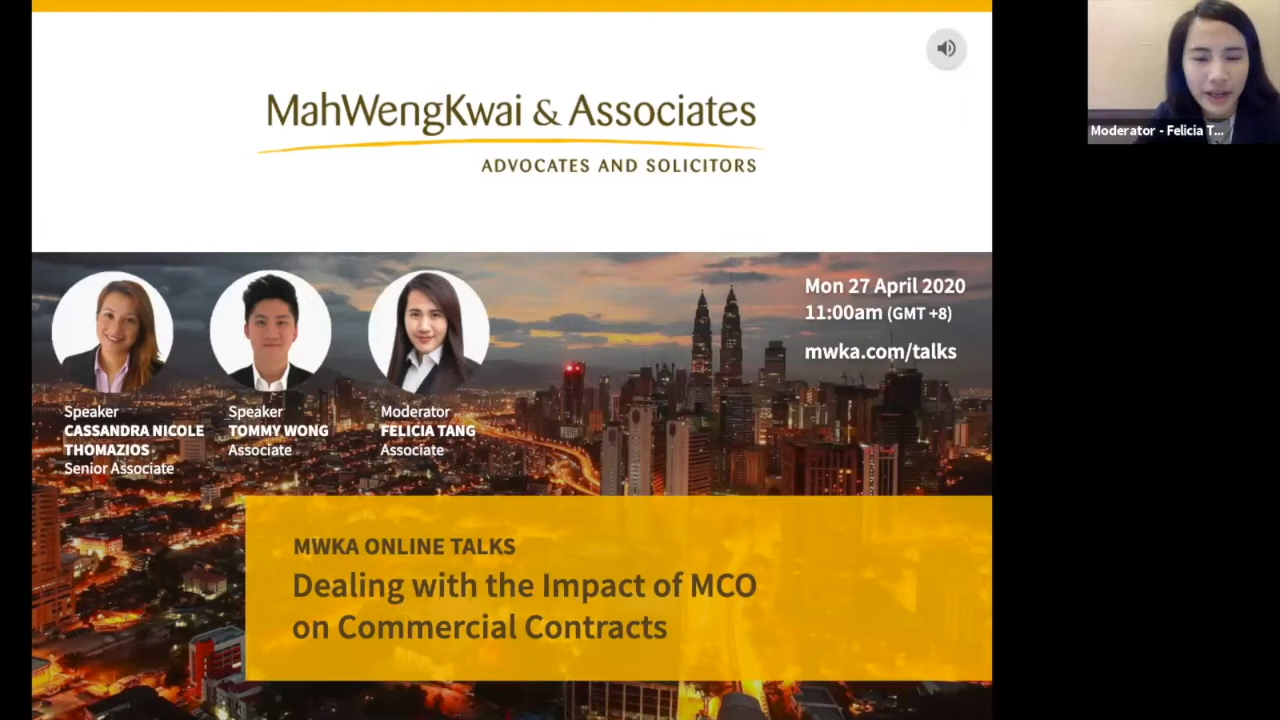 MahWengKwai & Associates
ADVOCATES AND SOLICITORS
Moderator - Felicia T...
Mon 27 April 2020
11:00am (GMT +8)
mwka.com/talks
Speaker
CASSANDRA NICOLE
THOMAZIOS
Senior Associate
Speaker
TOMMY WONG
Associate
Moderator
FELICIA TANG
Associate
MWKA ONLINE TALKS
Dealing with the Impact of MCO
on Commercial Contracts